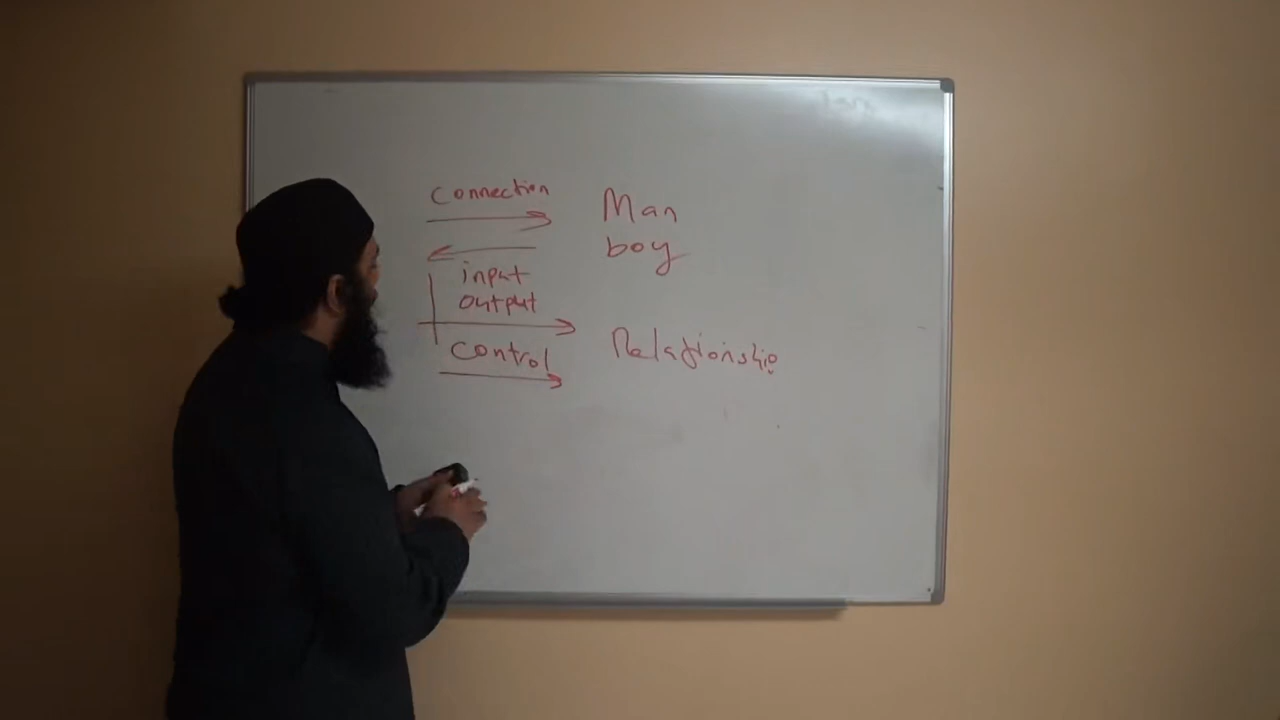 Connection
Man
boy
input
output
Control
Relationship